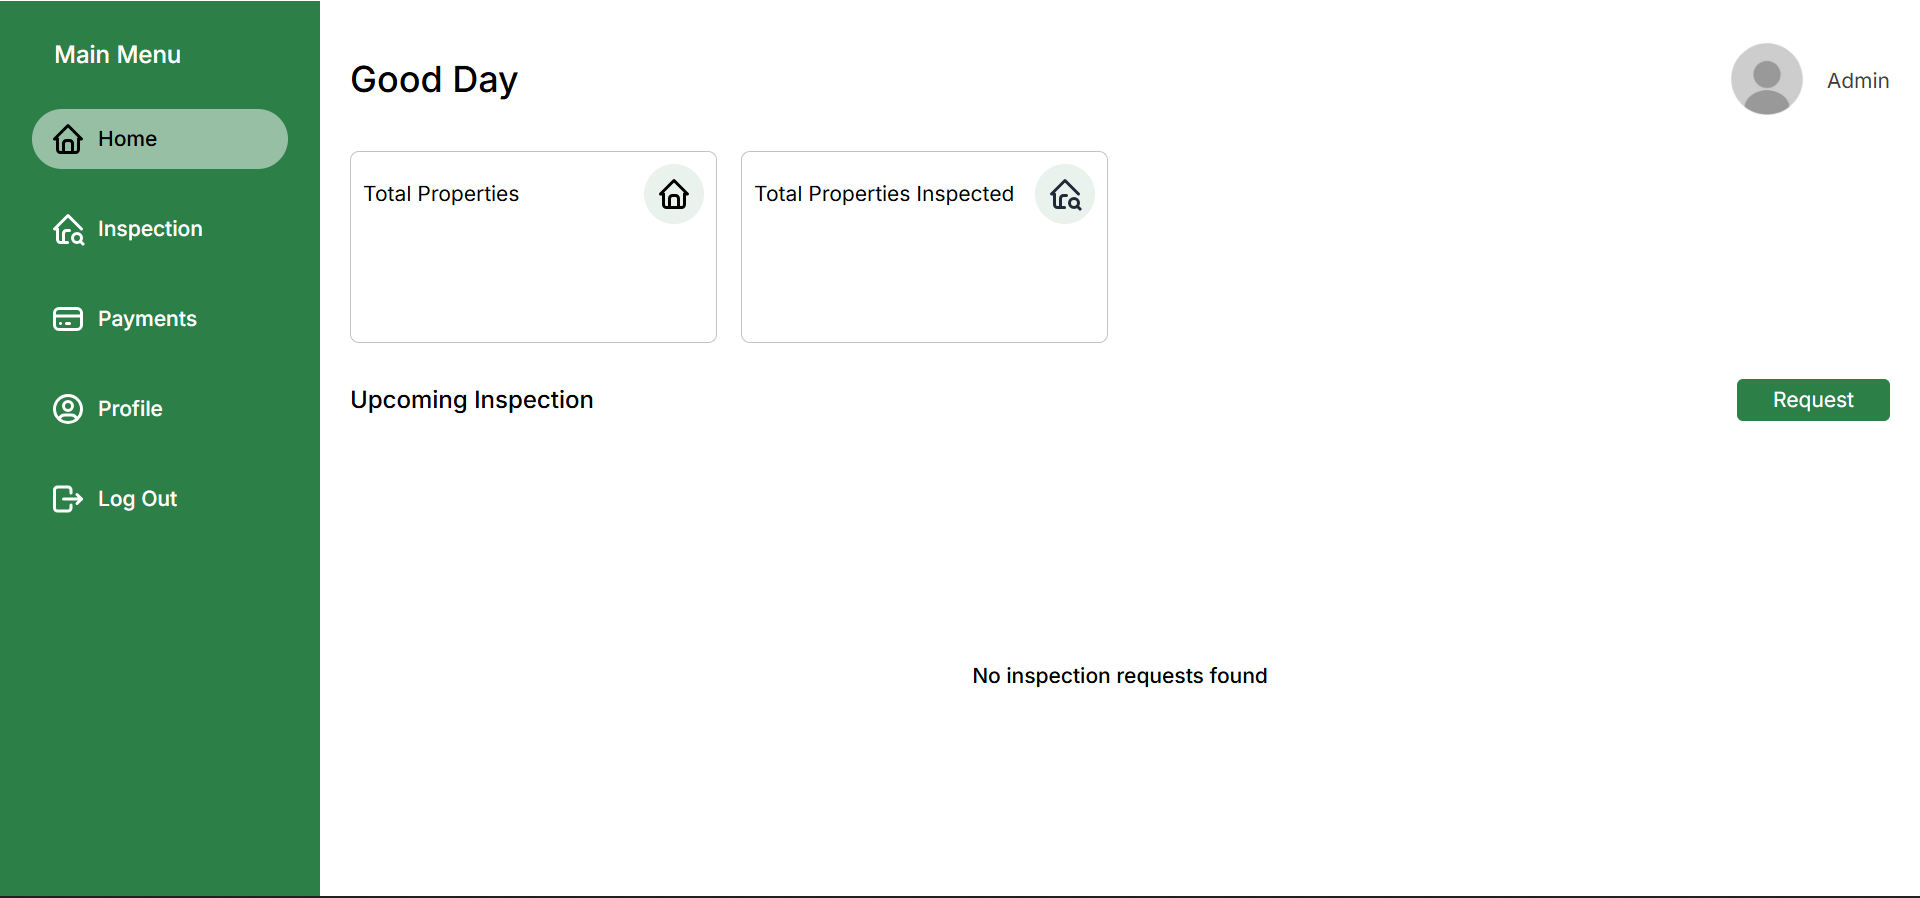 Main Menu
Home
Inspection
Payments
Profile
Log Out
Good Day
Admin
Total Properties
Total Properties Inspected
Upcoming Inspection
Request
No inspection requests found